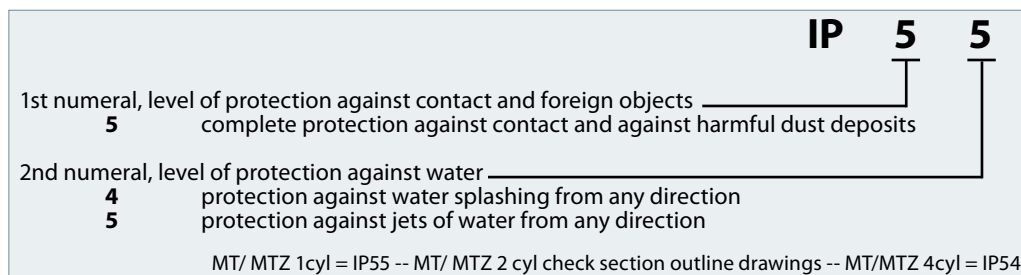 IP 5 5
1st numeral, level of protection against contact and foreign objects
5 complete protection against contact and against harmful dust deposits
2nd numeral, level of protection against water
4 protection against water splashing from any direction
5 protection against jets of water from any direction
MT/ MTZ 1cyl = IP55 -- MT/ MTZ 2 cyl check section outline drawings -- MT/MTZ 4cyl = IP54